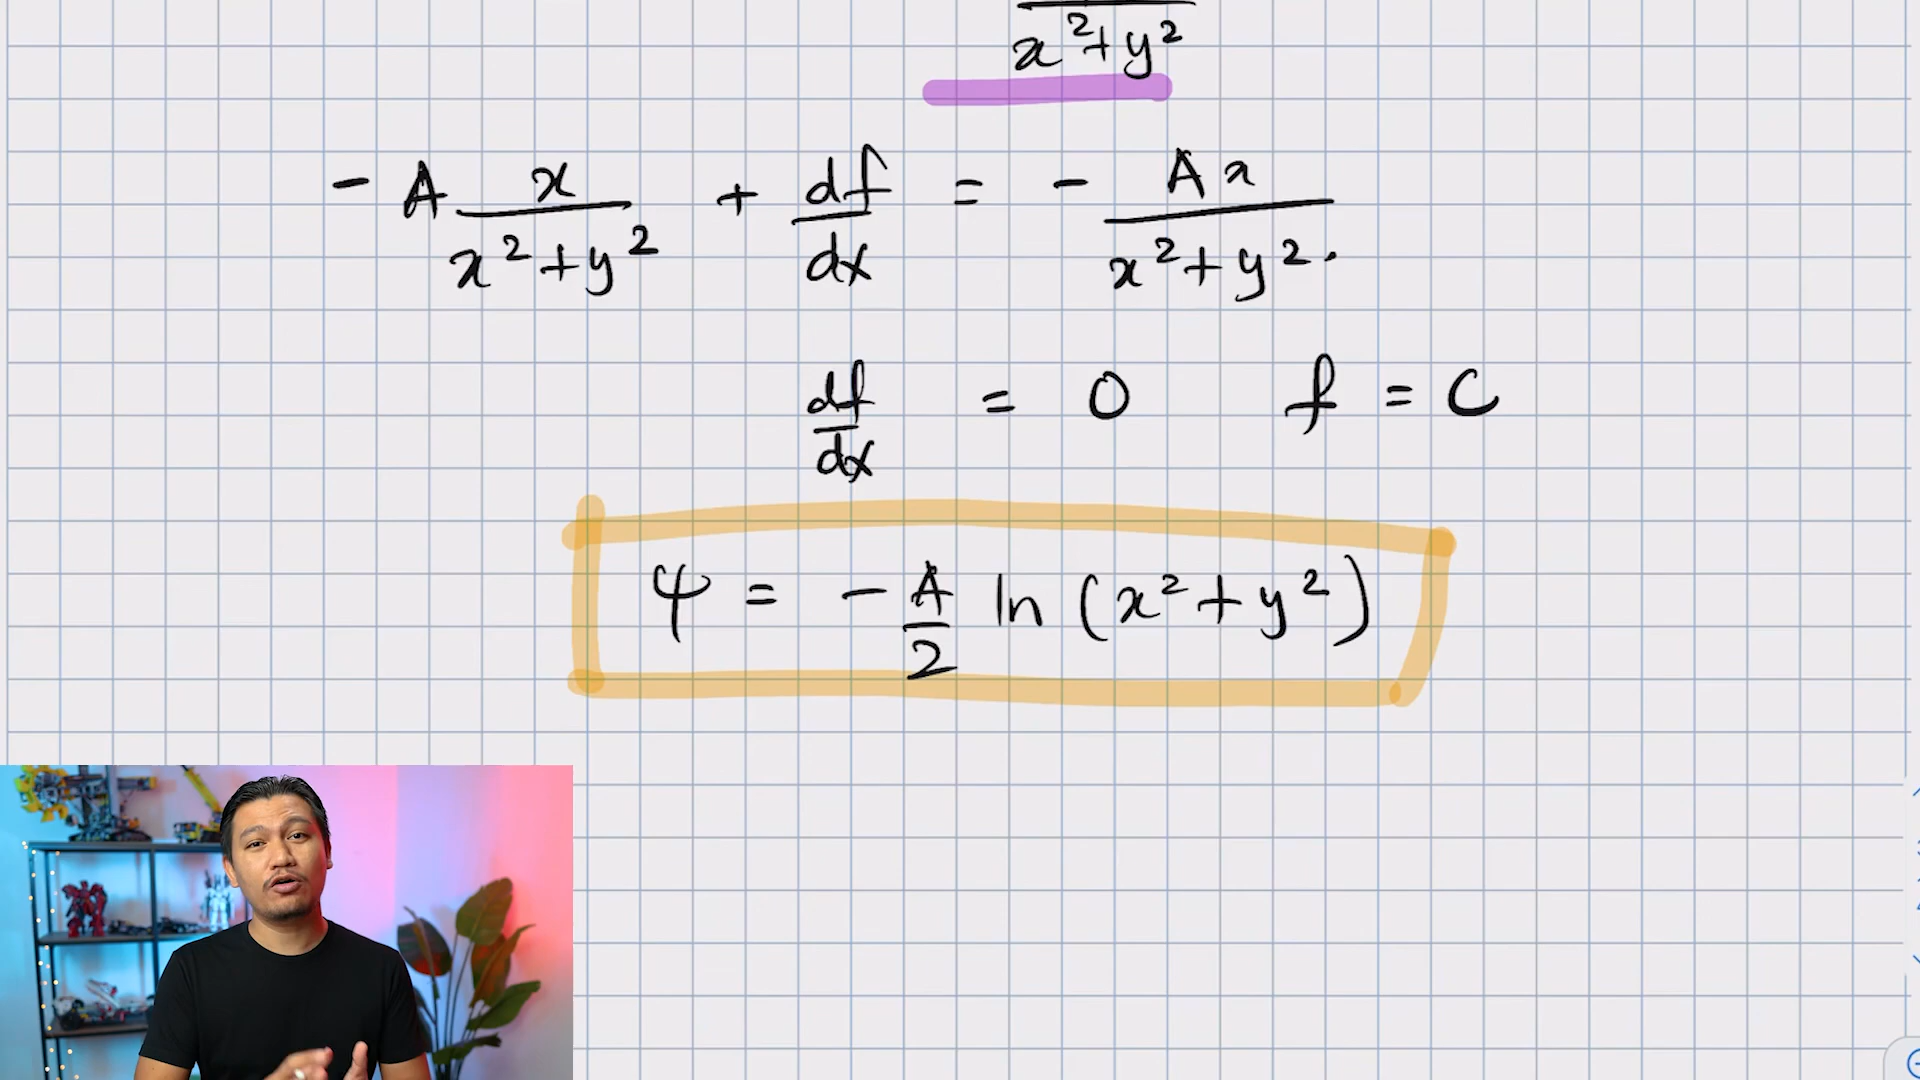 x²+y²
- A x/(x²+y²) + df/dx = - Ax/(x²+y²).
df/dx = 0 f = C
ψ = - A/2 ln (x²+y²)